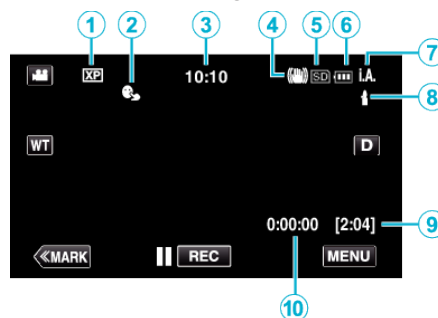 1 2 3 4 5 6 7
XP 10:10 SD i.A.
8
WT D
0:00:00 [2:04] 9
≪MARK REC MENU
10